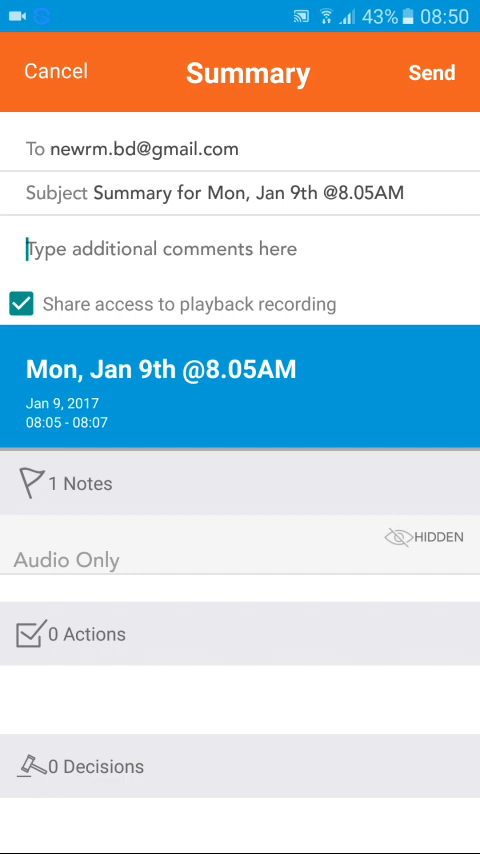 43% 08:50
Cancel Summary Send
To newrm.bd@gmail.com
Subject Summary for Mon, Jan 9th @8.05AM
Type additional comments here
Share access to playback recording
Mon, Jan 9th @8.05AM
Jan 9, 2017
08:05 - 08:07
1 Notes
HIDDEN
Audio Only
0 Actions
0 Decisions